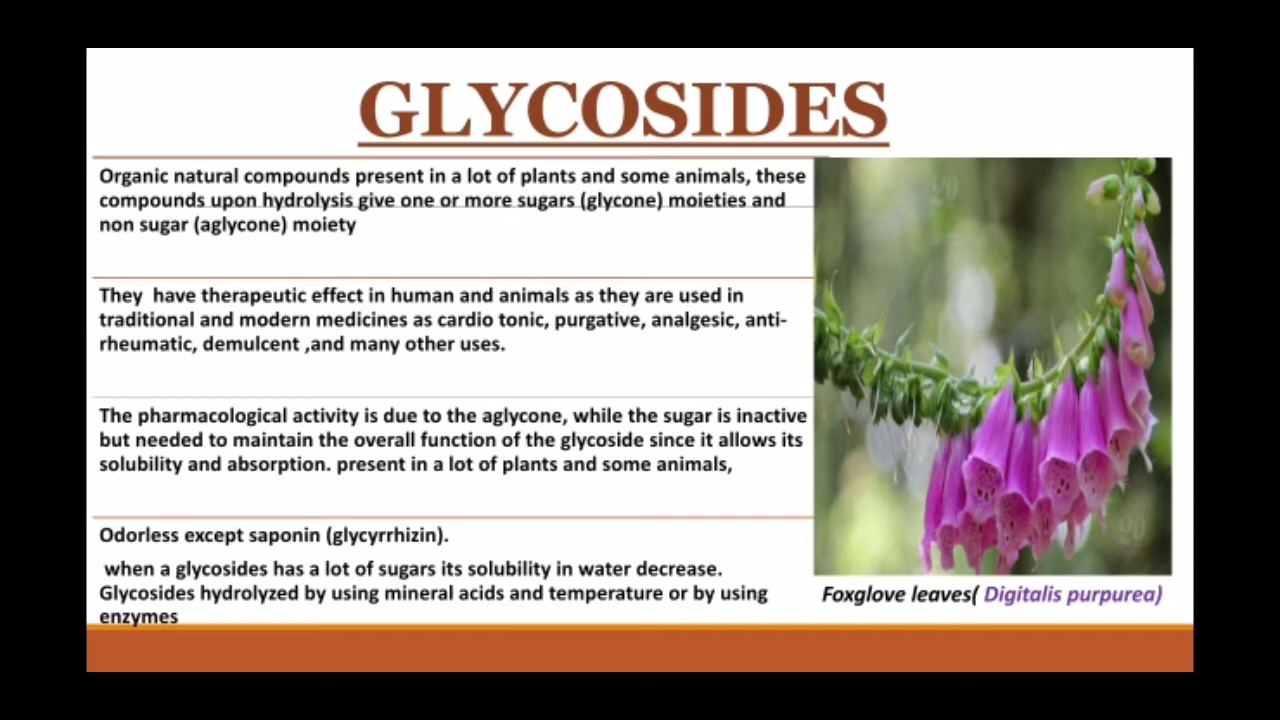 GLYCOSIDES
Organic natural compounds present in a lot of plants and some animals, these
compounds upon hydrolysis give one or more sugars (glycone) moieties and
non sugar (aglycone) moiety
They  have therapeutic effect in human and animals as they are used in
traditional and modern medicines as cardio tonic, purgative, analgesic, anti-
rheumatic, demulcent ,and many other uses.
The pharmacological activity is due to the aglycone, while the sugar is inactive
but needed to maintain the overall function of the glycoside since it allows its
solubility and absorption. present in a lot of plants and some animals,
Odorless except saponin (glycyrrhizin).
when a glycosides has a lot of sugars its solubility in water decrease.
Glycosides hydrolyzed by using mineral acids and temperature or by using
enzymes
Foxglove leaves( Digitalis purpurea)